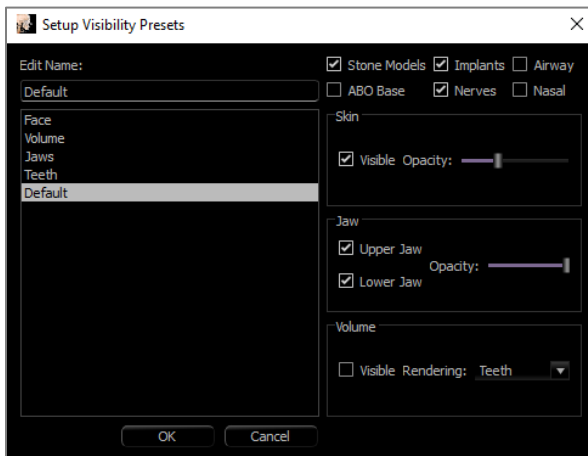 Setup Visibility Presets
Edit Name:
Default
Face
Volume
Jaws
Teeth
Default
Stone Models Implants Airway
ABO Base Nerves Nasal
Skin
Visible Opacity:
Jaw
Upper Jaw
Opacity:
Lower Jaw
Volume
Visible Rendering: Teeth
OK Cancel